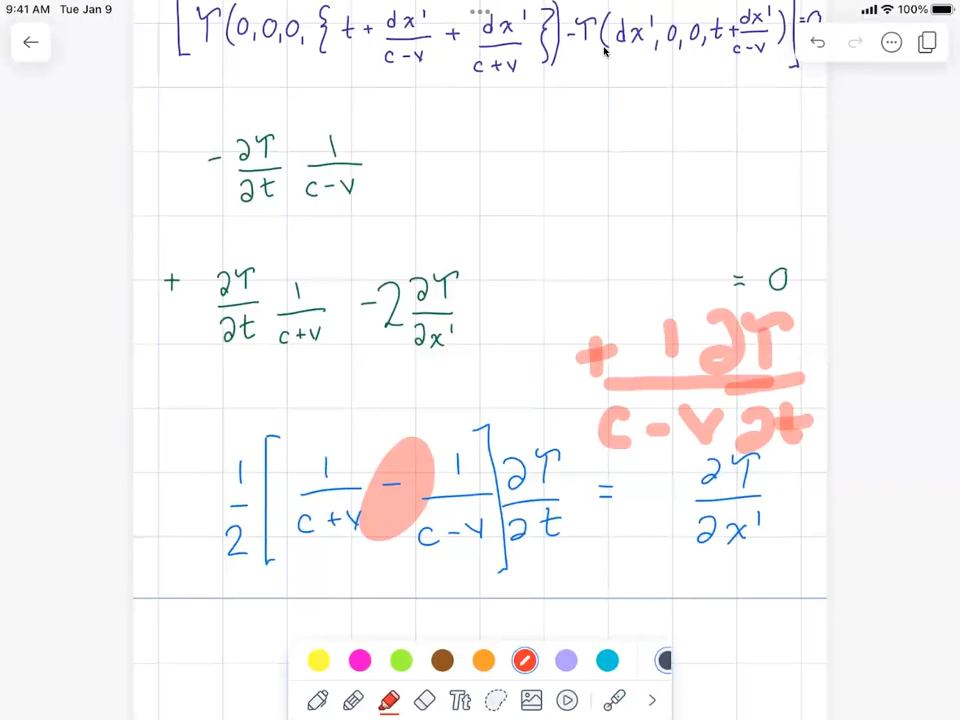 9:41 AM Tue Jan 9 100%
[ τ(0,0,0, { t + dx'/c-v + dx'/c+v }) - τ(dx',0,0,t+dx'/c-v) ] =
- ∂τ/∂t 1/c-v
+ ∂τ/∂t 1/c+v -2 ∂τ/∂x' = 0
+ 1/c-v ∂τ/∂t
1/2 [ 1/c+v - 1/c-v ] ∂τ/∂t = ∂τ/∂x'
Tt